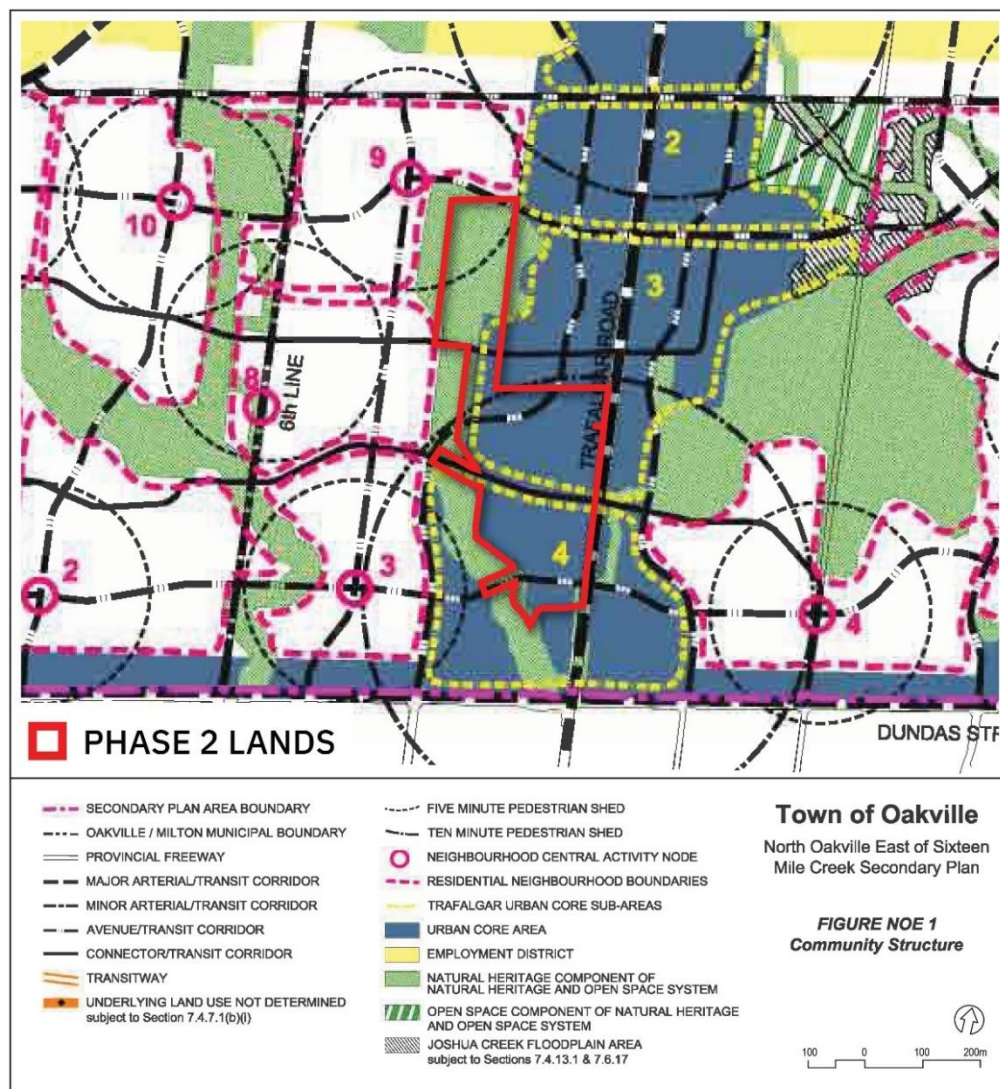 2
9
10
3
6th LINE
8
TRAFALGAR ROAD
2
3
4
4
DUNDAS STR
PHASE 2 LANDS
SECONDARY PLAN AREA BOUNDARY
OAKVILLE / MILTON MUNICIPAL BOUNDARY
PROVINCIAL FREEWAY
MAJOR ARTERIAL/TRANSIT CORRIDOR
MINOR ARTERIAL/TRANSIT CORRIDOR
AVENUE/TRANSIT CORRIDOR
CONNECTOR/TRANSIT CORRIDOR
TRANSITWAY
UNDERLYING LAND USE NOT DETERMINED
subject to Section 7.4.7.1(b)(i)
FIVE MINUTE PEDESTRIAN SHED
TEN MINUTE PEDESTRIAN SHED
NEIGHBOURHOOD CENTRAL ACTIVITY NODE
RESIDENTIAL NEIGHBOURHOOD BOUNDARIES
TRAFALGAR URBAN CORE SUB-AREAS
URBAN CORE AREA
EMPLOYMENT DISTRICT
NATURAL HERITAGE COMPONENT OF
NATURAL HERITAGE AND OPEN SPACE SYSTEM
OPEN SPACE COMPONENT OF NATURAL HERITAGE
AND OPEN SPACE SYSTEM
JOSHUA CREEK FLOODPLAIN AREA
subject to Sections 7.4.13.1 & 7.6.17
Town of Oakville
North Oakville East of Sixteen
Mile Creek Secondary Plan
FIGURE NOE 1
Community Structure
100 0 100 200m